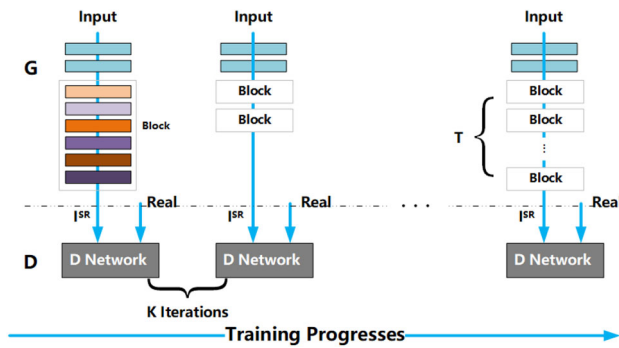 Input Input Input
G
Block
Block
Block
Block
Block
⋮
Block
T
Real Real Real
I^SR I^SR I^SR
. . .
D
D Network D Network D Network
K Iterations
Training Progresses